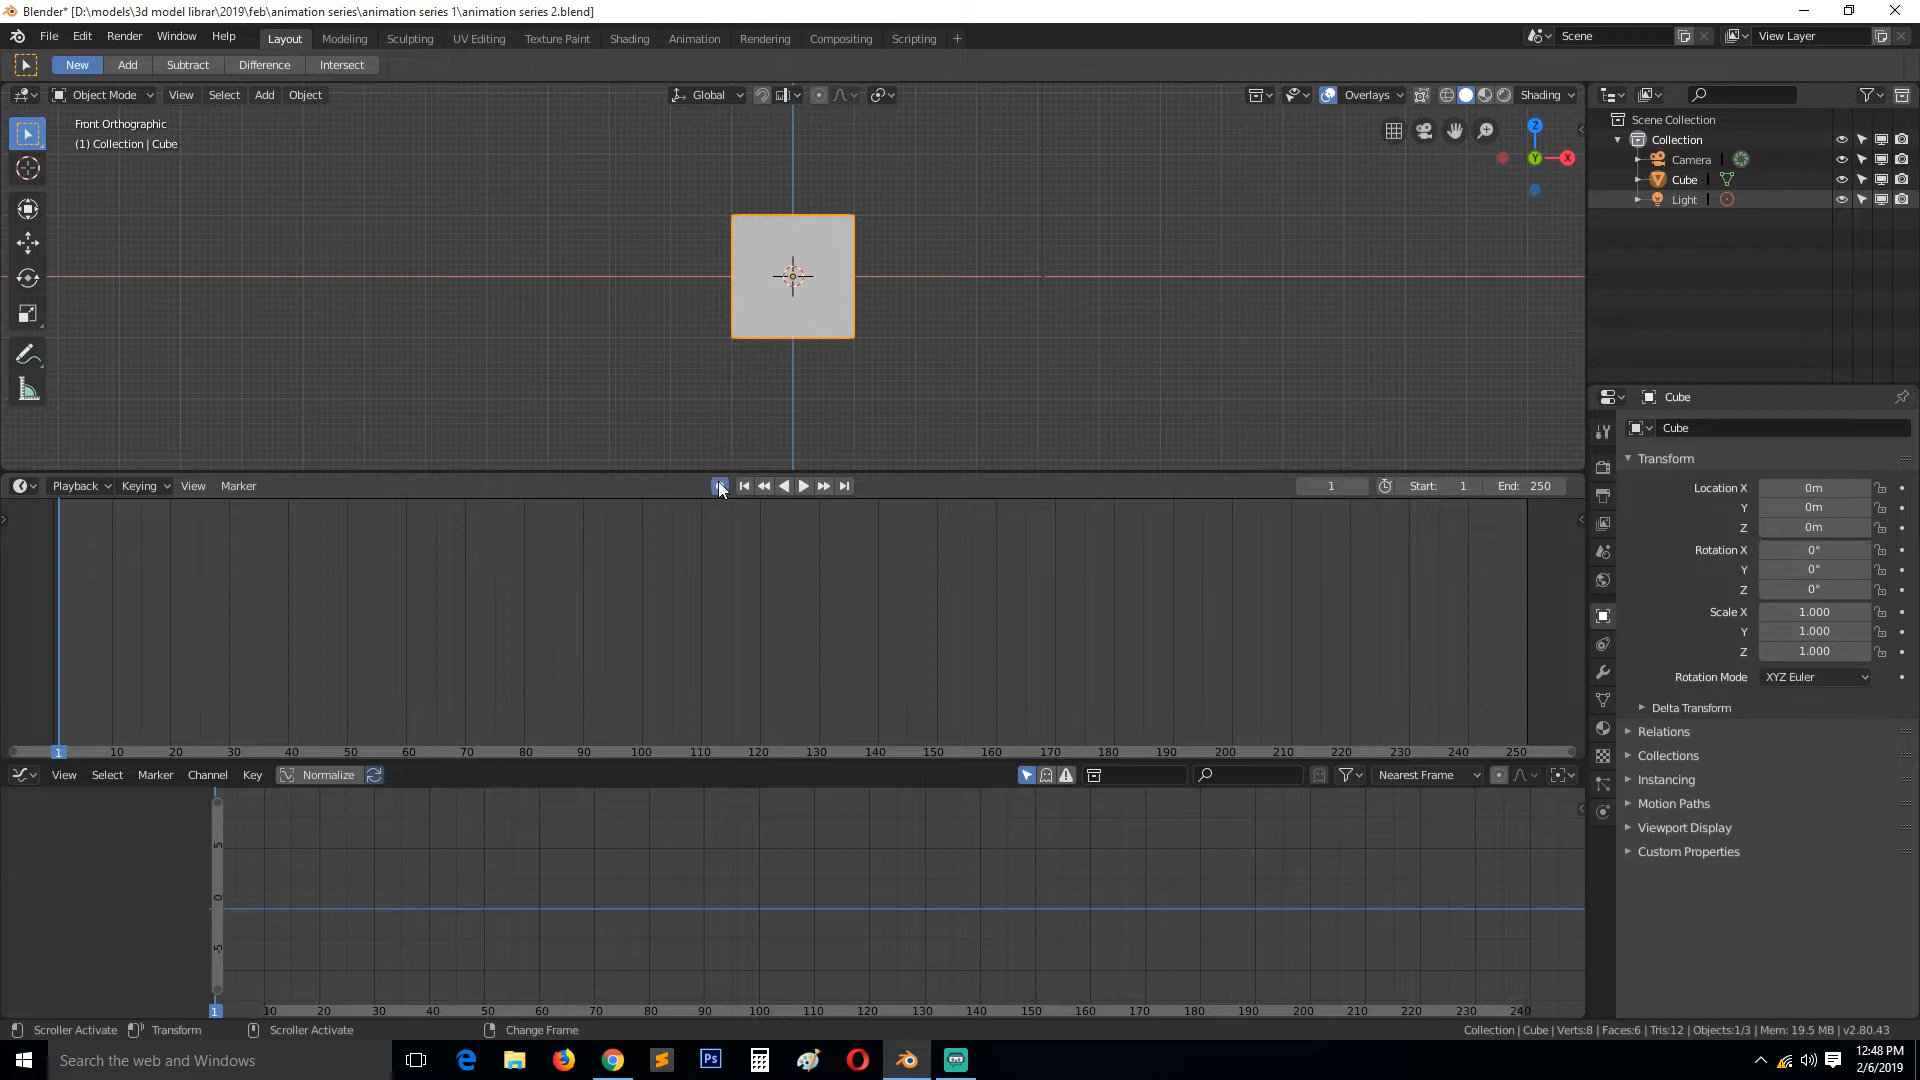 Blender* [D:\models\3d model librar\2019\feb\animation series\animation series 1\animation series 2.blend]
File Edit Render Window Help Layout Modeling Sculpting UV Editing Texture Paint Shading Animation Rendering Compositing Scripting + Scene View Layer
New Add Subtract Difference Intersect
Object Mode View Select Add Object Global Overlays Shading
Front Orthographic
(1) Collection | Cube
Z
Y X
Scene Collection
Collection
Camera
Cube
Light
Cube
Cube
Transform
Location X 0m
Y 0m
Z 0m
Rotation X 0°
Y 0°
Z 0°
Scale X 1.000
Y 1.000
Z 1.000
Rotation Mode XYZ Euler
Delta Transform
Relations
Collections
Instancing
Motion Paths
Viewport Display
Custom Properties
Playback Keying View Marker 1 Start: 1 End: 250
1 10 20 30 40 50 60 70 80 90 100 110 120 130 140 150 160 170 180 190 200 210 220 230 240 250
View Select Marker Channel Key Normalize Nearest Frame
5
0
-5
1 10 20 30 40 50 60 70 80 90 100 110 120 130 140 150 160 170 180 190 200 210 220 230 240
Scroller Activate Transform Scroller Activate Change Frame Collection | Cube | Verts:8 | Faces:6 | Tris:12 | Objects:1/3 | Mem: 19.5 MB | v2.80.43
Search the web and Windows Ps 12:48 PM
2/6/2019